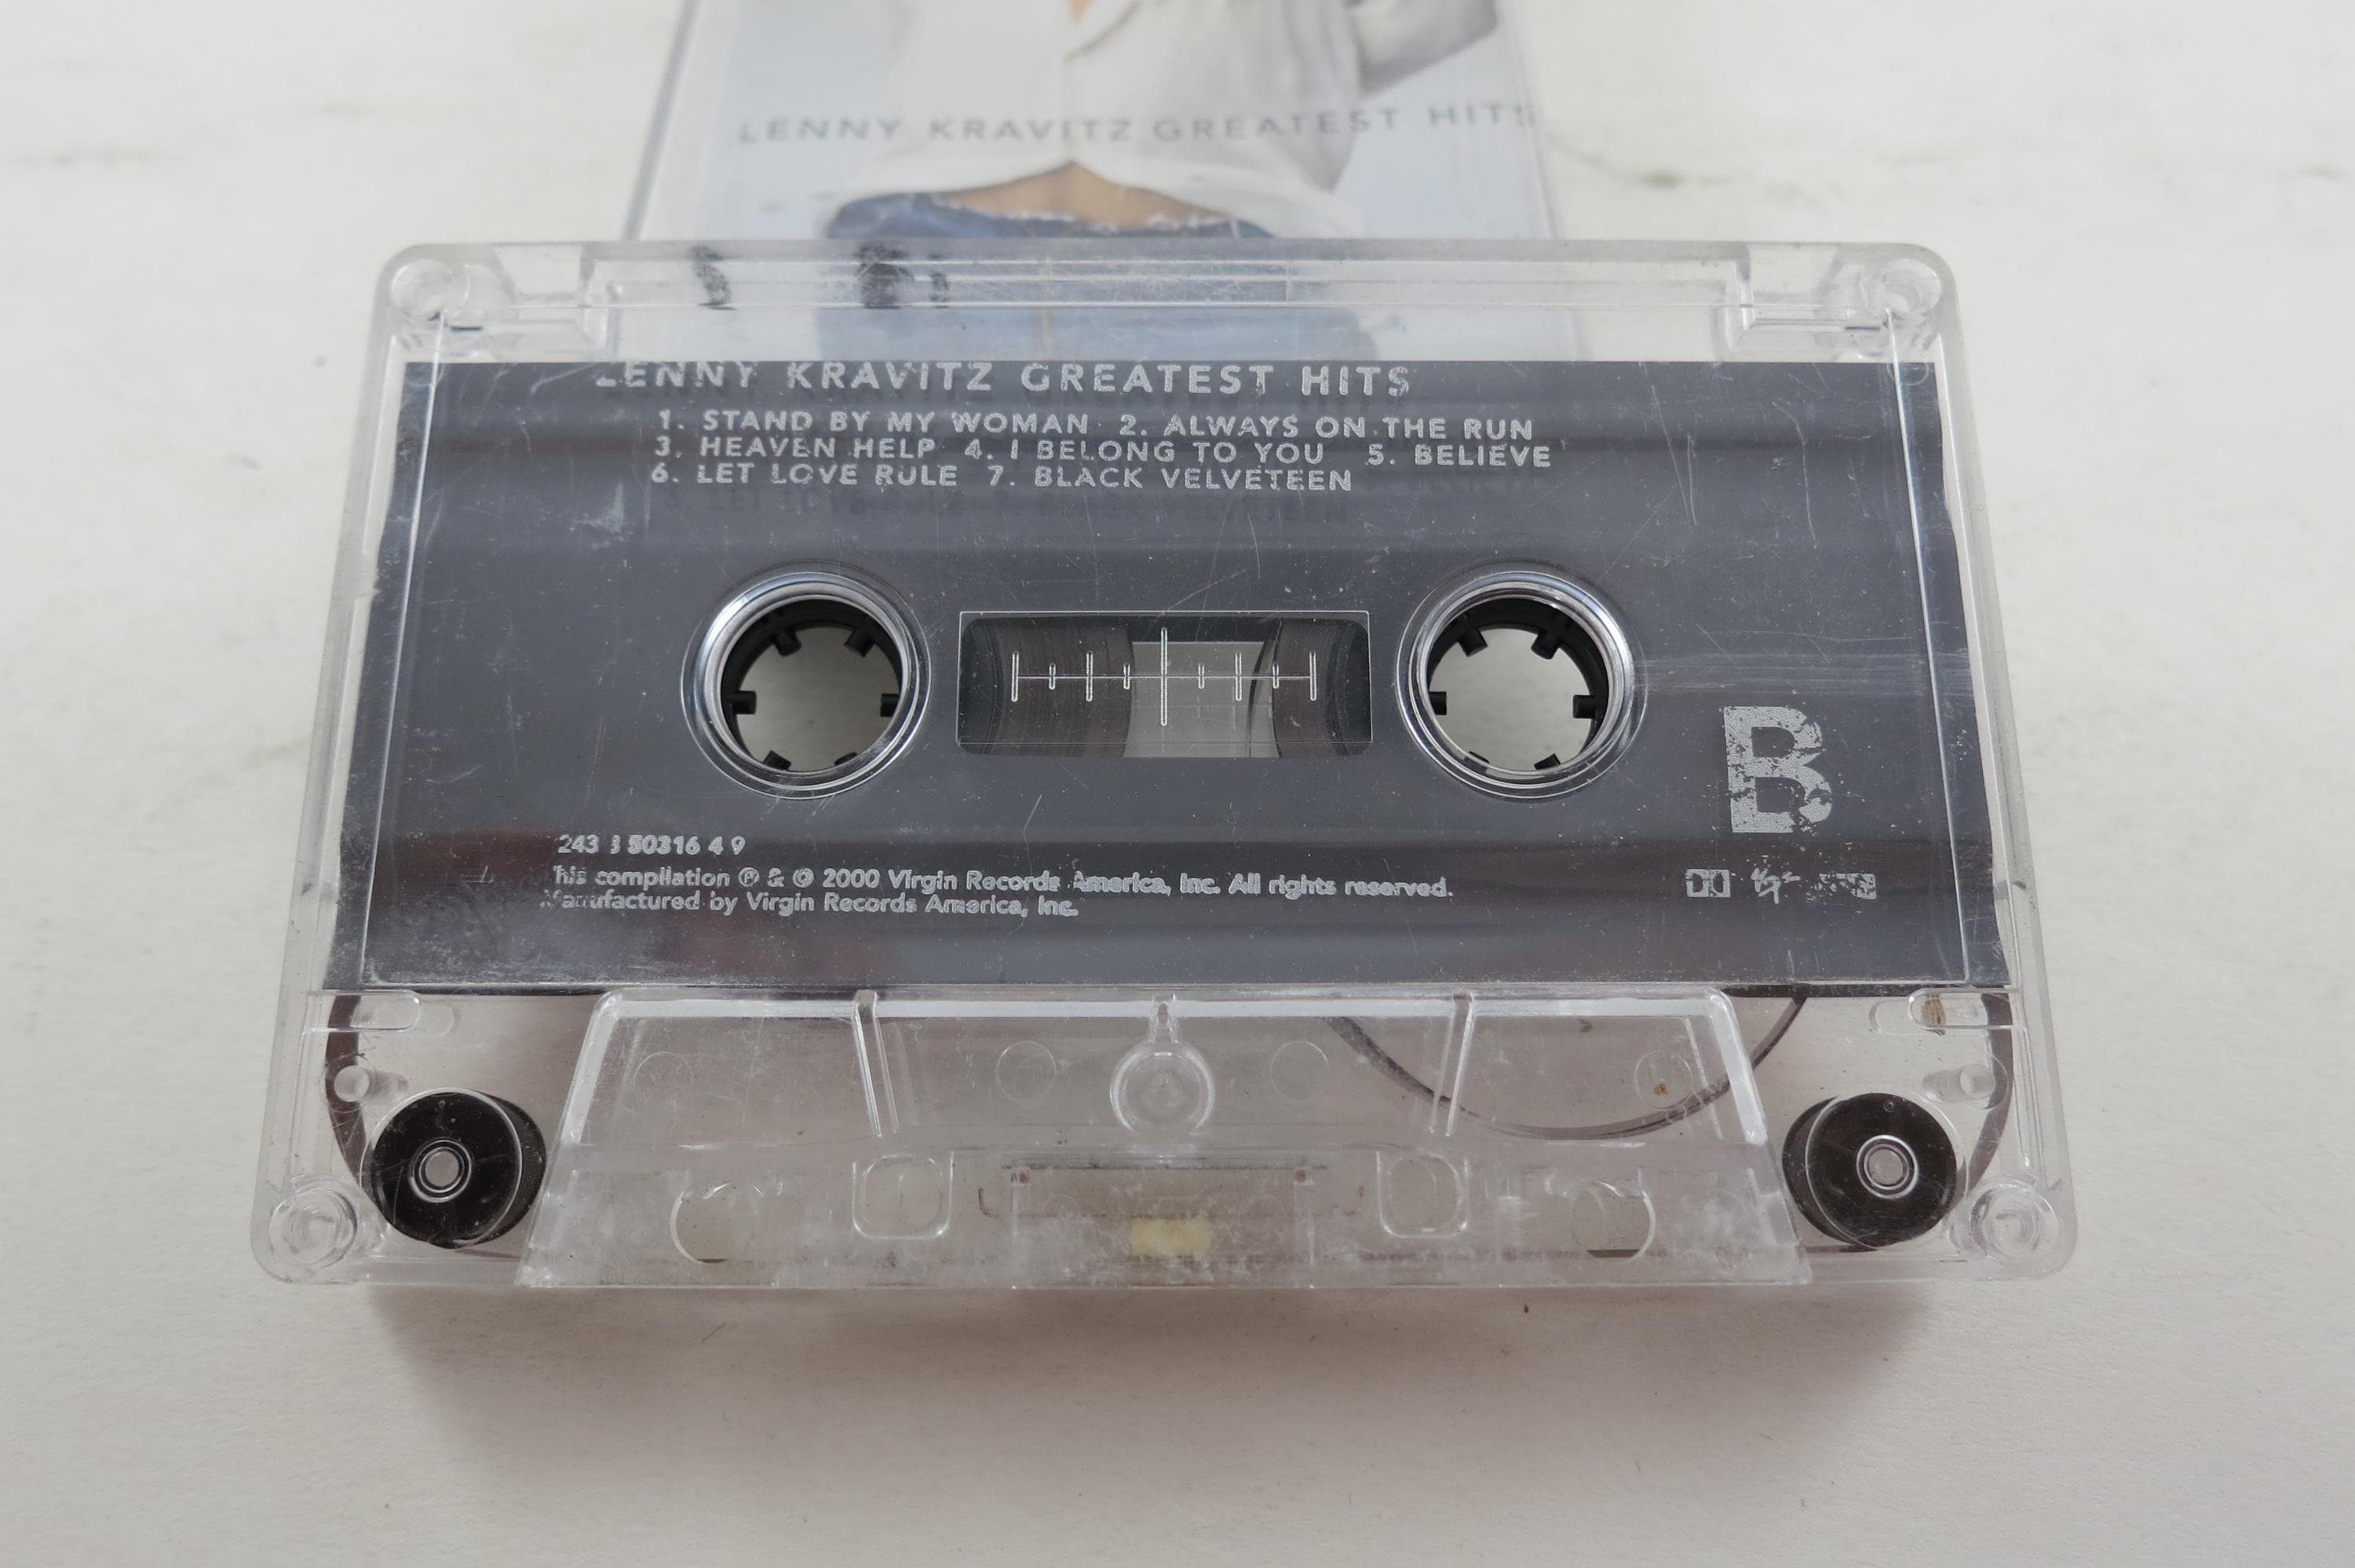 LENNY KRAVITZ GREATEST HITS
LENNY KRAVITZ GREATEST HITS
1. STAND BY MY WOMAN 2. ALWAYS ON THE RUN
3. HEAVEN HELP 4. I BELONG TO YOU 5. BELIEVE
6. LET LOVE RULE 7. BLACK VELVETEEN
B
243 50316 4 9
his compilation ℗ & © 2000 Virgin Records America, Inc. All rights reserved.
Manufactured by Virgin Records America, Inc.